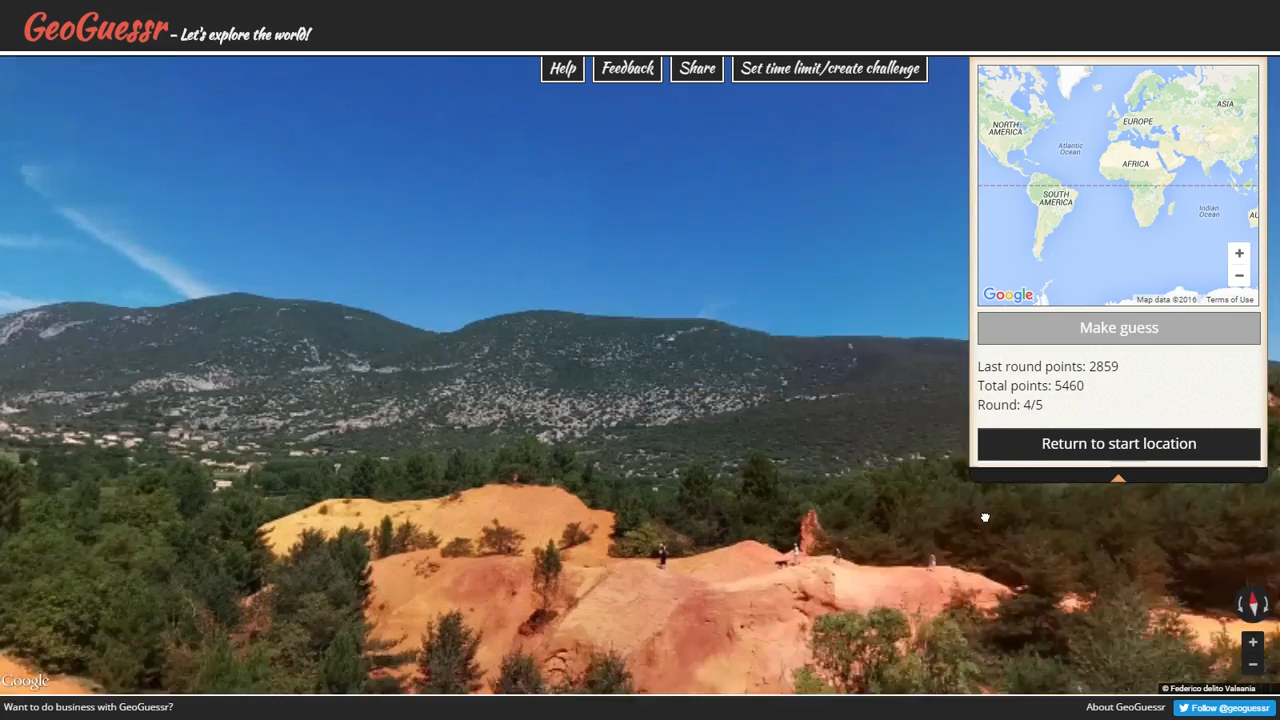 GeoGuessr - Let's explore the world!
Help
Feedback
Share
Set time limit/create challenge
NORTH AMERICA
EUROPE
ASIA
Atlantic Ocean
AFRICA
SOUTH AMERICA
Indian Ocean
AU
+
−
Google
Map data ©2016
Terms of Use
Make guess
Last round points: 2859
Total points: 5460
Round: 4/5
Return to start location
+
−
Google
© Federico delito Valsania
Want to do business with GeoGuessr?
About GeoGuessr
Follow @geoguessr